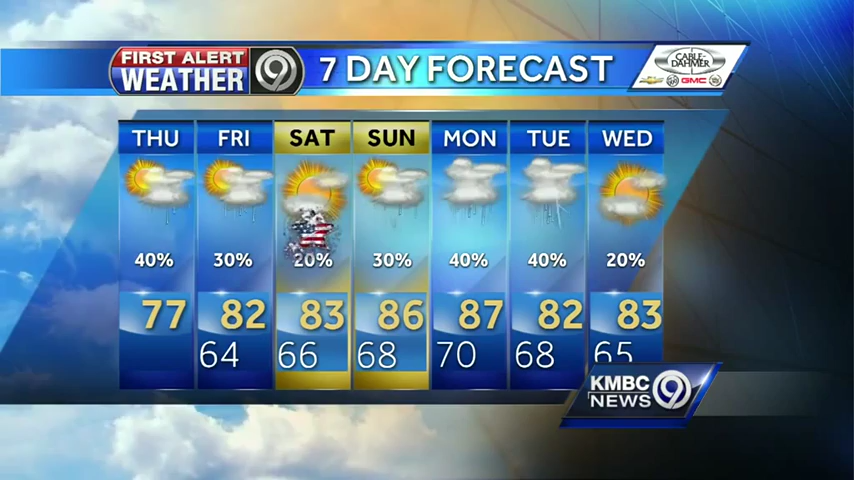 FIRST ALERT
WEATHER 9
7 DAY FORECAST
CABLE-
DAHMER
GMC
THU FRI SAT SUN MON TUE WED
40% 30% 20% 30% 40% 40% 20%
77 82 83 86 87 82 83
64 66 68 70 68 65
KMBC 9
NEWS